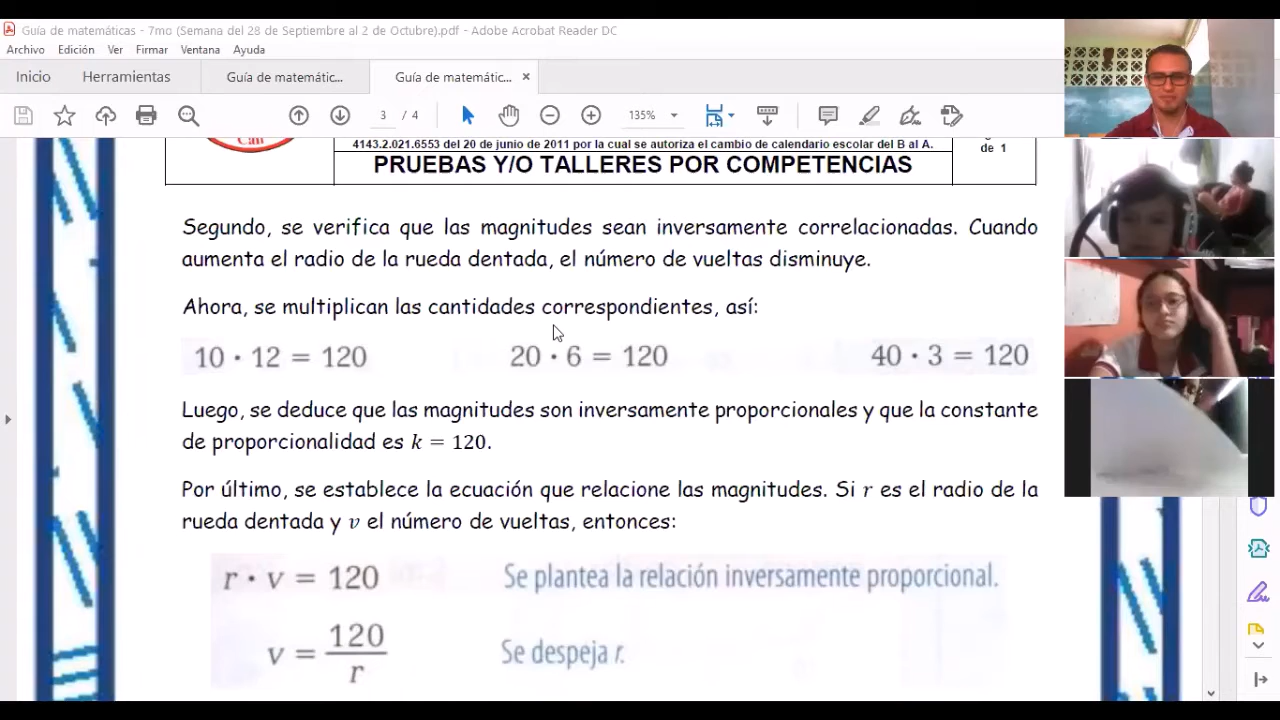 Guía de matemáticas - 7mo (Semana del 28 de Septiembre al 2 de Octubre).pdf - Adobe Acrobat Reader DC
Archivo Edición Ver Firmar Ventana Ayuda
Inicio Herramientas Guía de matemátic... Guía de matemátic... ×
3 / 4 135%
Cali
4143.2.021.6553 del 20 de junio de 2011 por la cual se autoriza el cambio de calendario escolar del B al A.
de 1
PRUEBAS Y/O TALLERES POR COMPETENCIAS
Segundo, se verifica que las magnitudes sean inversamente correlacionadas. Cuando
aumenta el radio de la rueda dentada, el número de vueltas disminuye.
Ahora, se multiplican las cantidades correspondientes, así:
10 · 12 = 120 20 · 6 = 120 40 · 3 = 120
Luego, se deduce que las magnitudes son inversamente proporcionales y que la constante
de proporcionalidad es k = 120.
Por último, se establece la ecuación que relacione las magnitudes. Si r es el radio de la
rueda dentada y v el número de vueltas, entonces:
r · v = 120 Se plantea la relación inversamente proporcional.
v = 120/r Se despeja r.